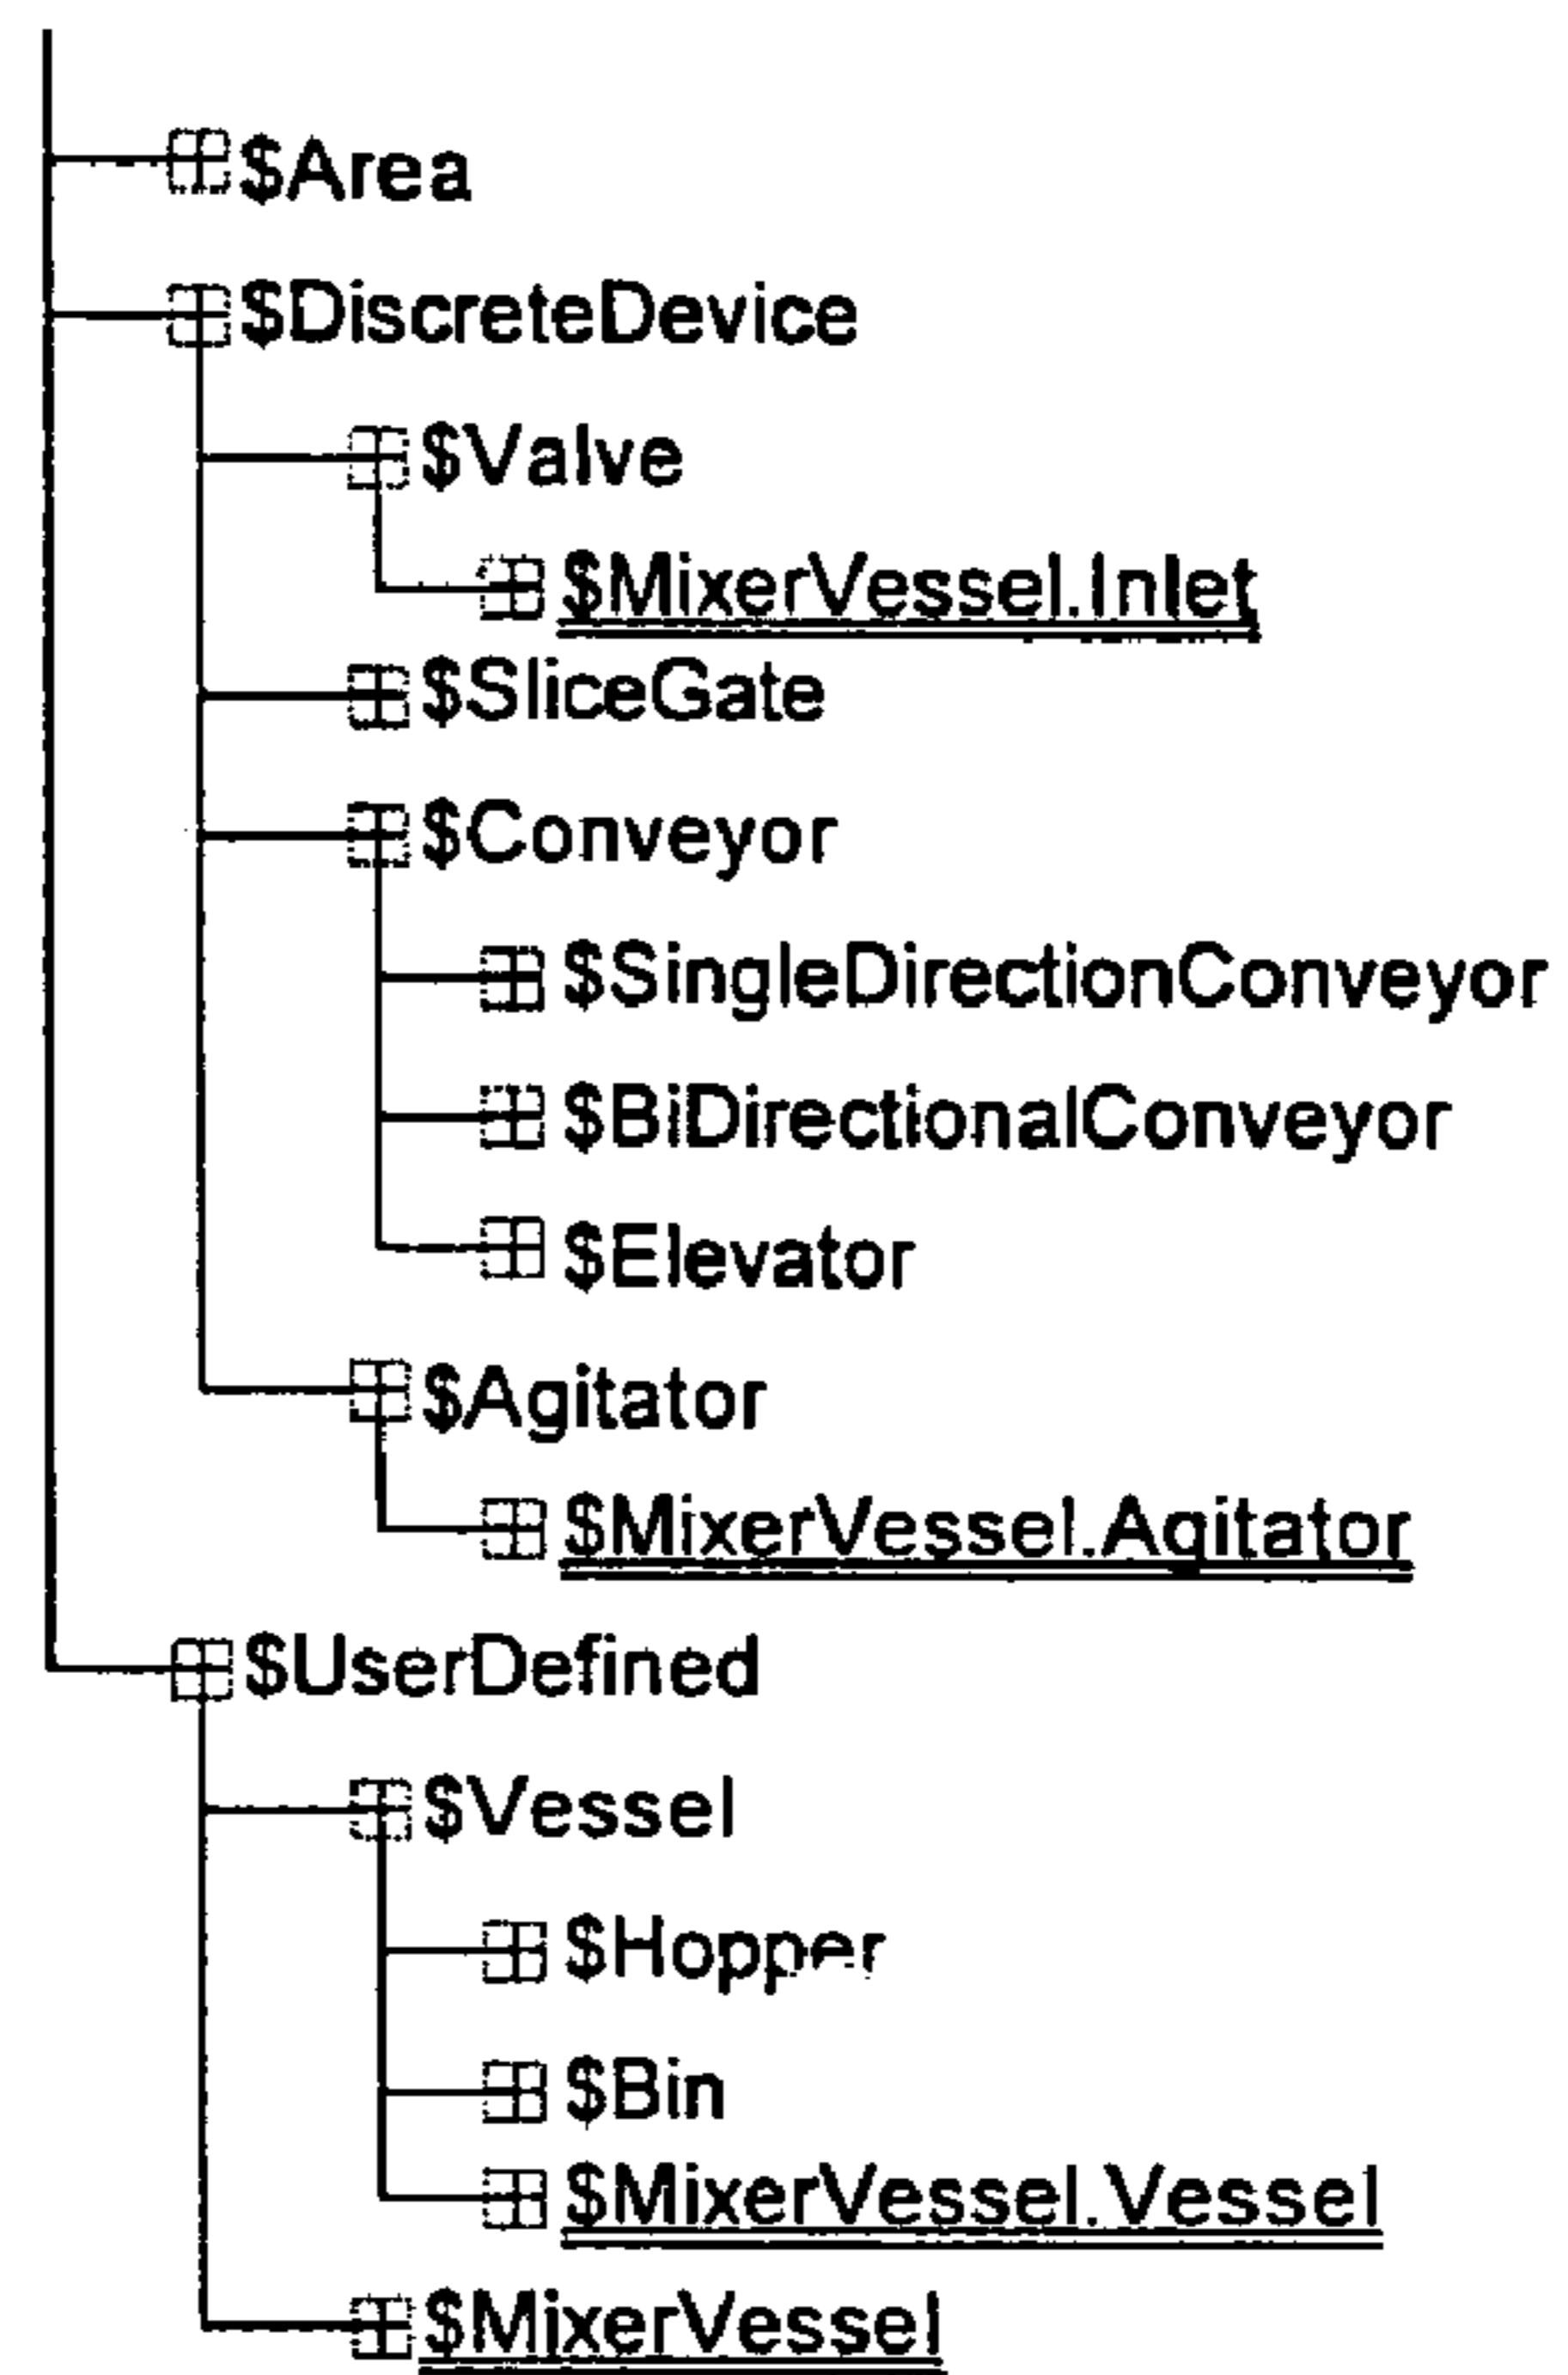 $Area
$DiscreteDevice
$Valve
$MixerVessel.Inlet
$SliceGate
$Conveyor
$SingleDirectionConveyor
$BiDirectionalConveyor
$Elevator
$Agitator
$MixerVessel.Agitator
$UserDefined
$Vessel
$Hopper
$Bin
$MixerVessel.Vessel
$MixerVessel